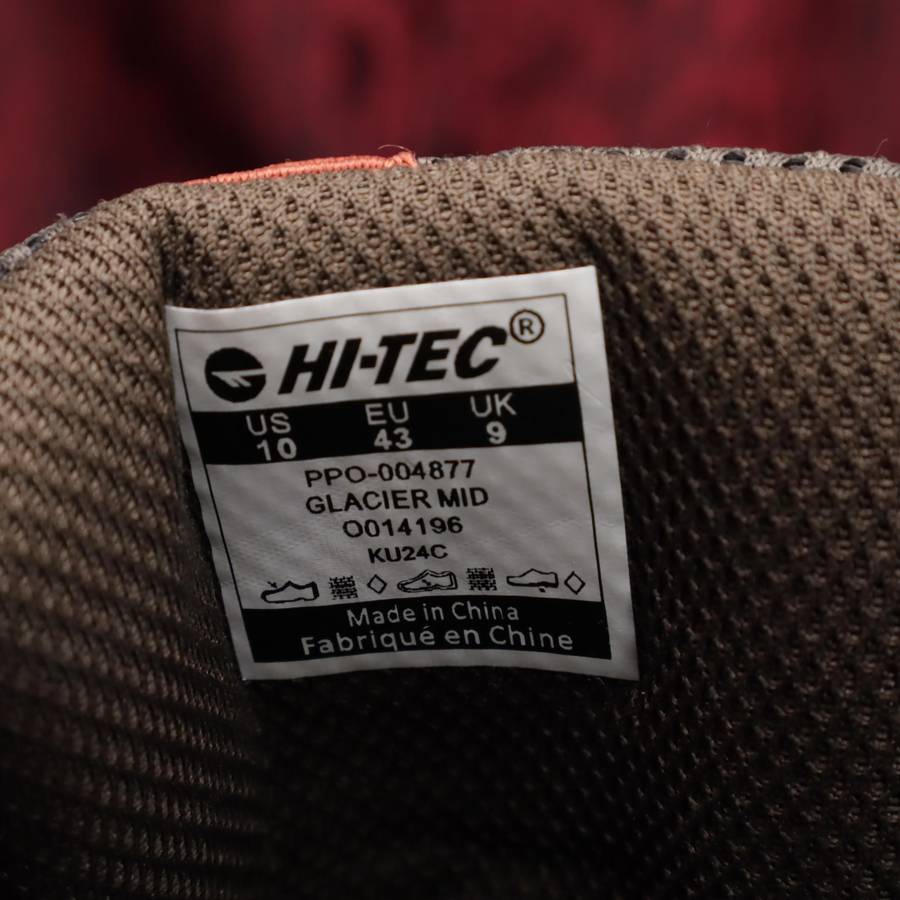 HI-TEC®
US EU UK
10 43 9
PPO-004877
GLACIER MID
O014196
KU24C
Made in China
Fabriqué en Chine